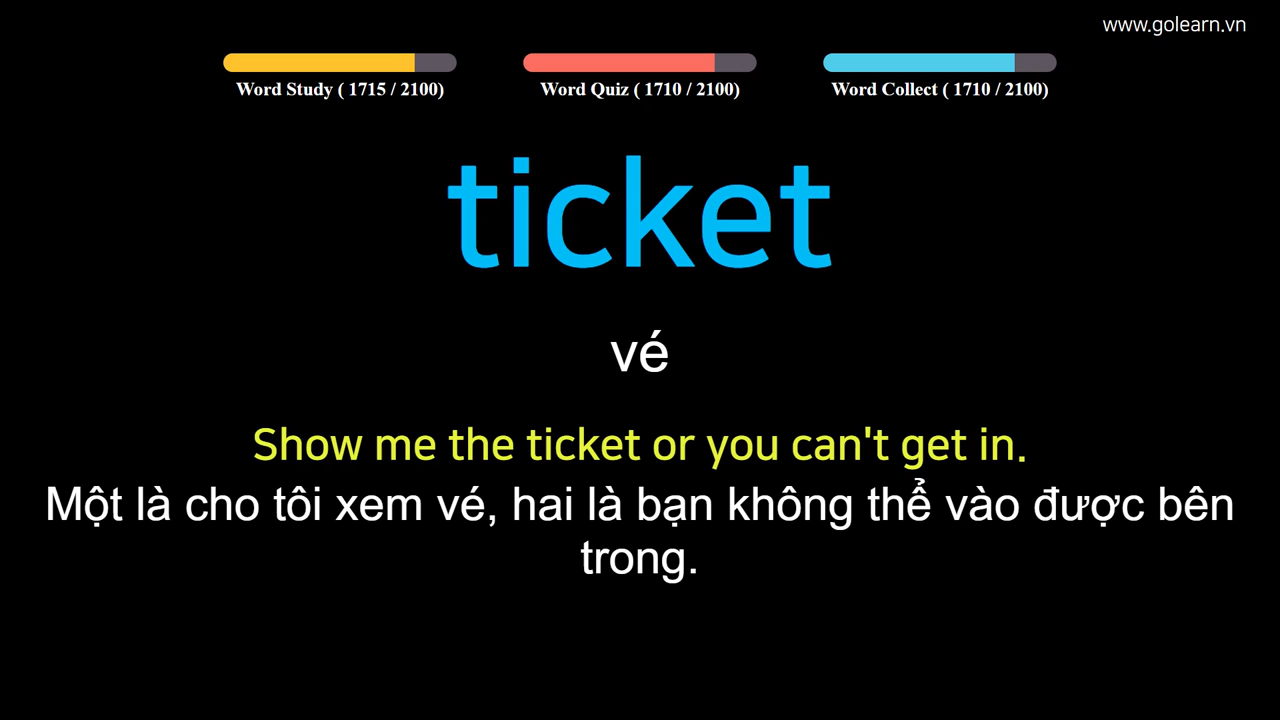 www.golearn.vn
Word Study ( 1715 / 2100)
Word Quiz ( 1710 / 2100)
Word Collect ( 1710 / 2100)
ticket
vé
Show me the ticket or you can't get in.
Một là cho tôi xem vé, hai là bạn không thể vào được bên
trong.